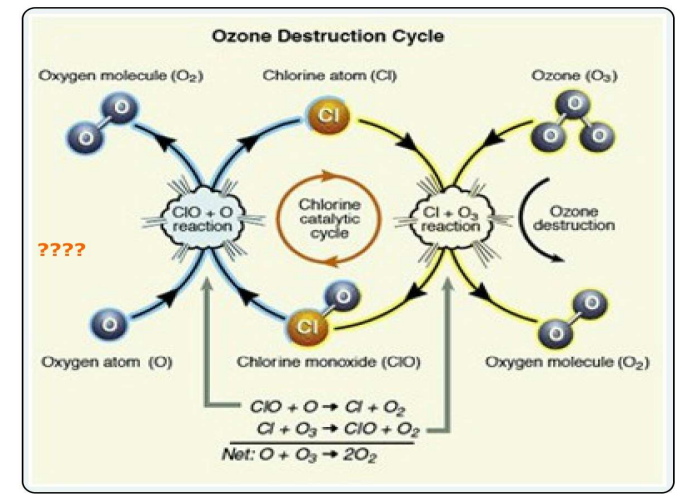 Ozone Destruction Cycle
Oxygen molecule (O₂)
Chlorine atom (Cl)
Ozone (O₃)
O
O
Cl
O
O
O
ClO + O
reaction
Chlorine
catalytic
cycle
Cl + O₃
reaction
Ozone
destruction
????
O
Cl
O
O
O
Oxygen atom (O)
Chlorine monoxide (ClO)
Oxygen molecule (O₂)
ClO + O → Cl + O₂
Cl + O₃ → ClO + O₂
Net: O + O₃ → 2O₂